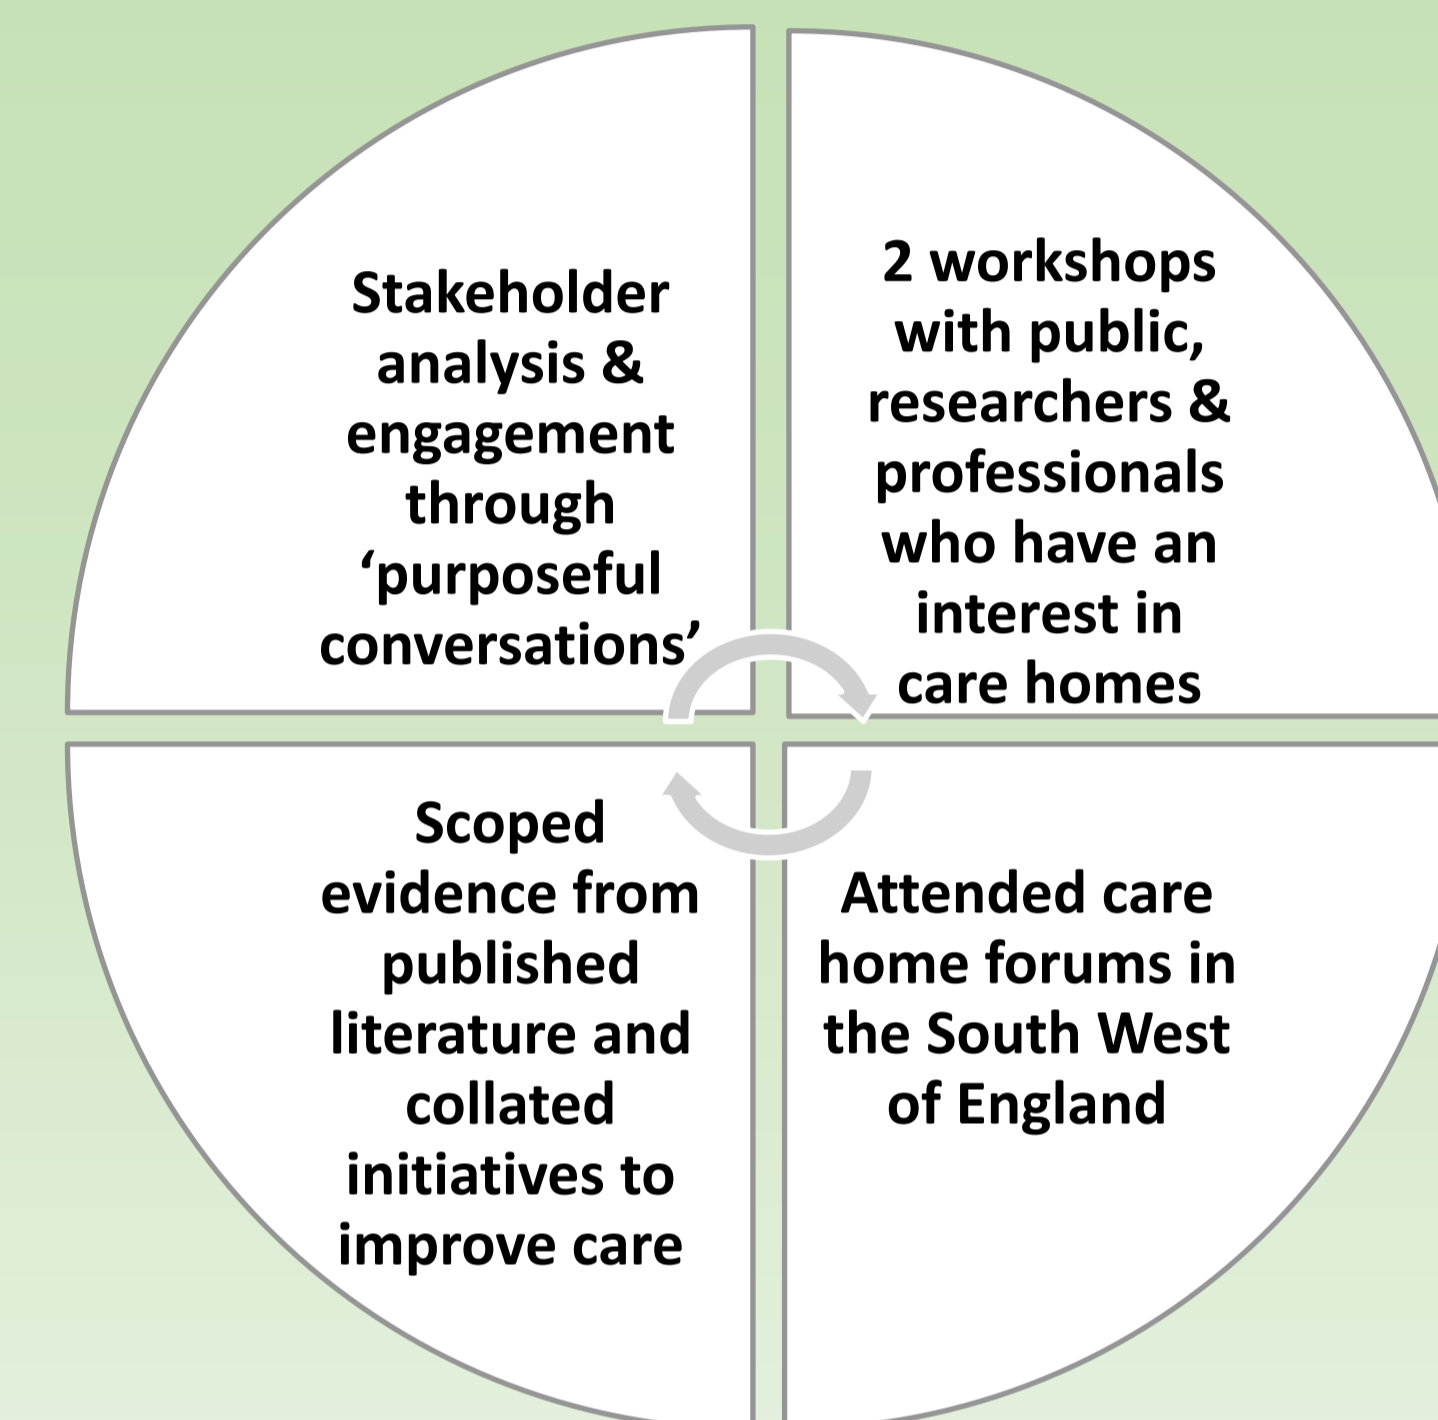 Stakeholder
analysis &
engagement
through
‘purposeful
conversations’
2 workshops
with public,
researchers &
professionals
who have an
interest in
care homes
Scoped
evidence from
published
literature and
collated
initiatives to
improve care
Attended care
home forums in
the South West
of England